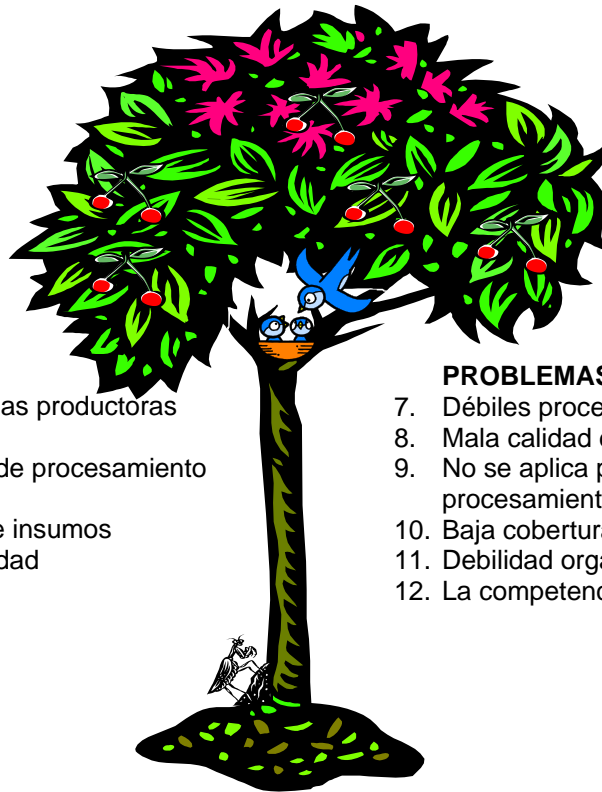 as productoras
de procesamiento
e insumos
dad
PROBLEMAS
7. Débiles proce
8. Mala calidad
9. No se aplica p
procesamient
10. Baja cobertura
11. Debilidad orga
12. La competenc